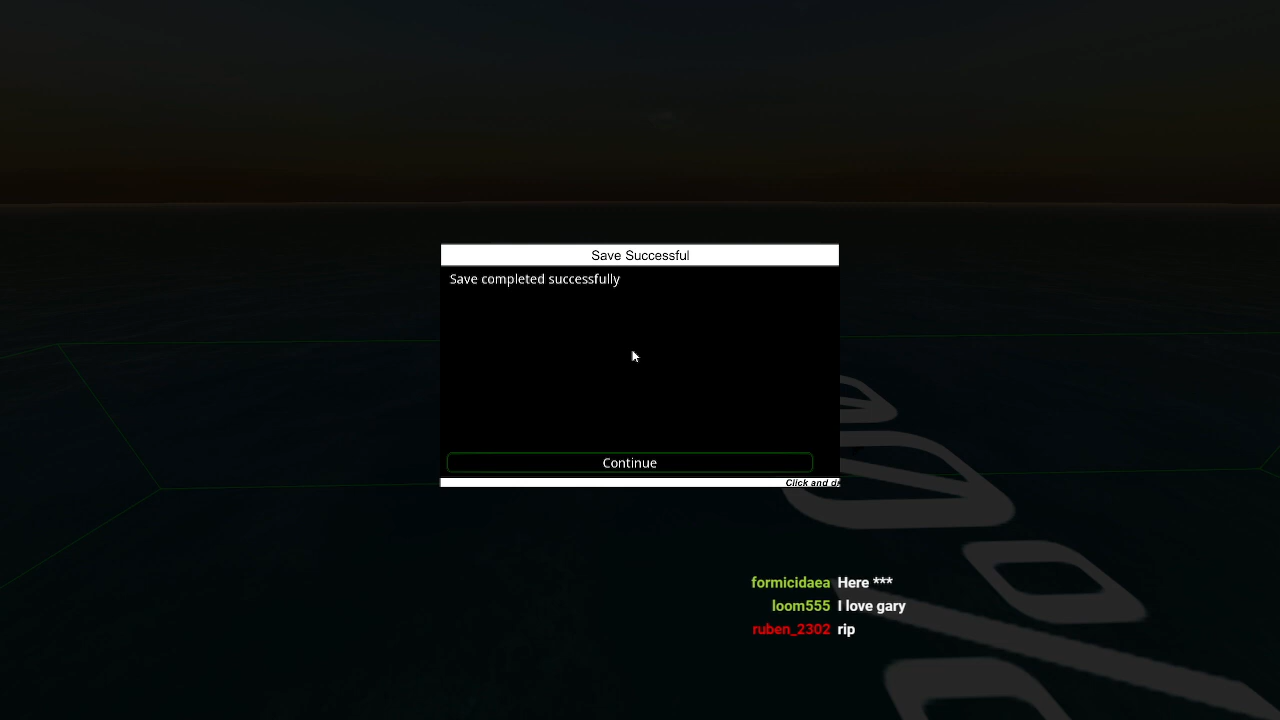 Save Successful
Save completed successfully
Continue
Click and d
formicidaea Here ***
loom555 I love gary
ruben_2302 rip